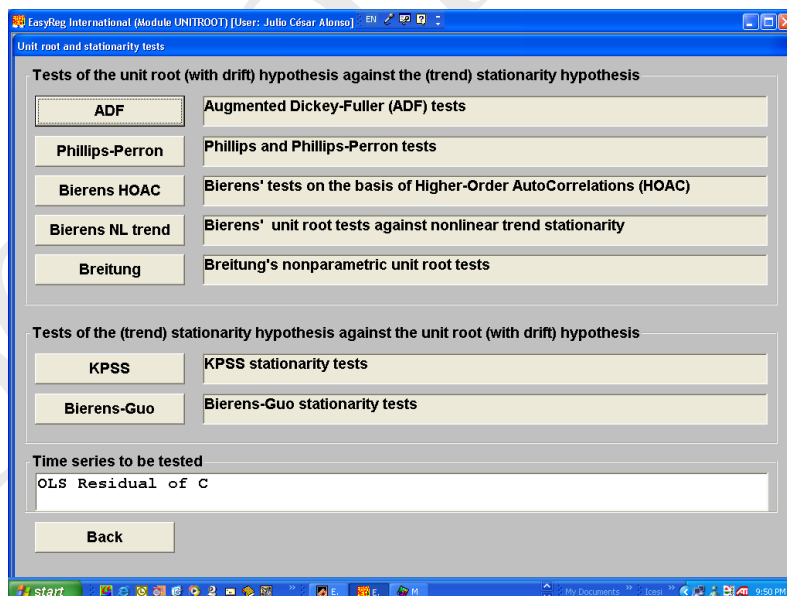 EasyReg International (Module UNITROOT) [User: Julio César Alonso]
EN
Unit root and stationarity tests
Tests of the unit root (with drift) hypothesis against the (trend) stationarity hypothesis
ADF
Augmented Dickey-Fuller (ADF) tests
Phillips-Perron
Phillips and Phillips-Perron tests
Bierens HOAC
Bierens' tests on the basis of Higher-Order AutoCorrelations (HOAC)
Bierens NL trend
Bierens' unit root tests against nonlinear trend stationarity
Breitung
Breitung's nonparametric unit root tests
Tests of the (trend) stationarity hypothesis against the unit root (with drift) hypothesis
KPSS
KPSS stationarity tests
Bierens-Guo
Bierens-Guo stationarity tests
Time series to be tested
OLS Residual of C
Back
start
E.
E.
M
My Documents
Icesi
9:50 PM